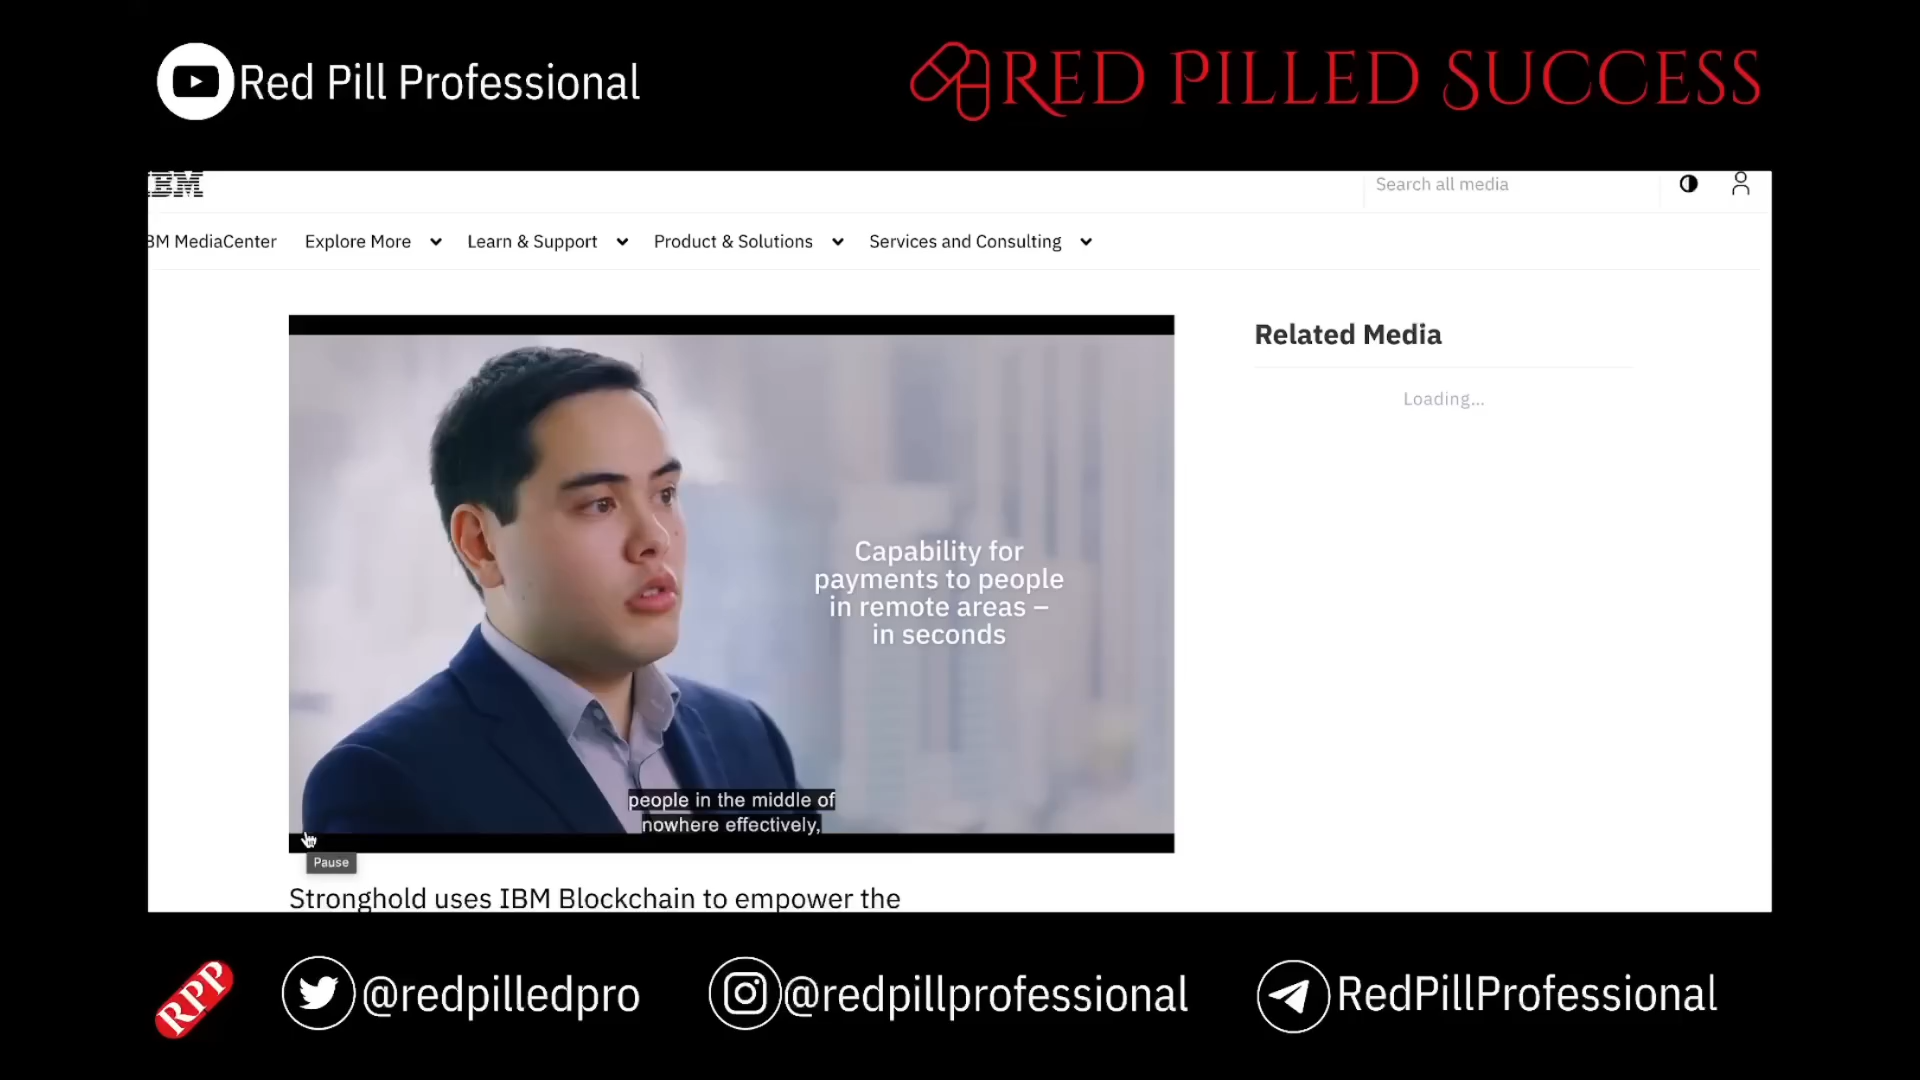 Red Pill Professional
RED PILLED SUCCESS
IBM
Search all media
BM MediaCenter
Explore More
Learn & Support
Product & Solutions
Services and Consulting
Related Media
Loading...
Capability for
payments to people
in remote areas –
in seconds
people in the middle of
nowhere effectively,
Pause
Stronghold uses IBM Blockchain to empower the
RPP
@redpilledpro
@redpillprofessional
RedPillProfessional